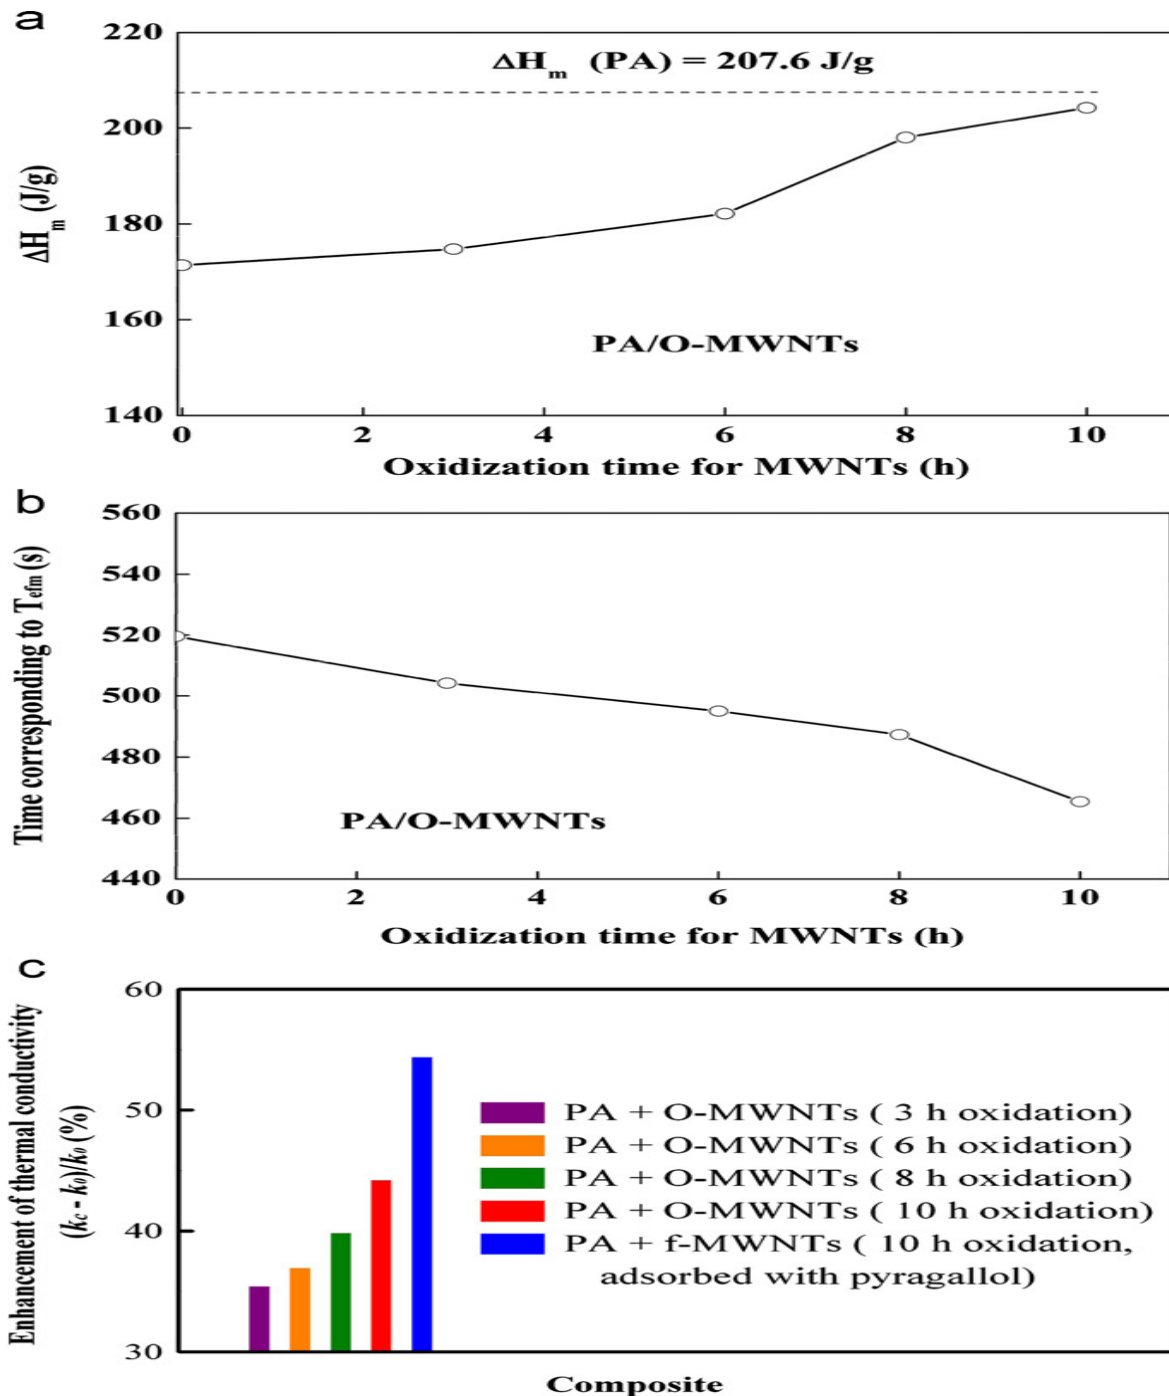 a
220
200
180
160
140
ΔHm (J/g)
ΔHm (PA) = 207.6 J/g
PA/O-MWNTs
0 2 4 6 8 10
Oxidization time for MWNTs (h)
b
560
540
520
500
480
460
440
Time corresponding to Tefm (s)
PA/O-MWNTs
0 2 4 6 8 10
Oxidization time for MWNTs (h)
c
60
50
40
30
Enhancement of thermal conductivity
(kc - k0)/k0 (%)
PA + O-MWNTs ( 3 h oxidation)
PA + O-MWNTs ( 6 h oxidation)
PA + O-MWNTs ( 8 h oxidation)
PA + O-MWNTs ( 10 h oxidation)
PA + f-MWNTs ( 10 h oxidation,
adsorbed with pyragallol)
Composite